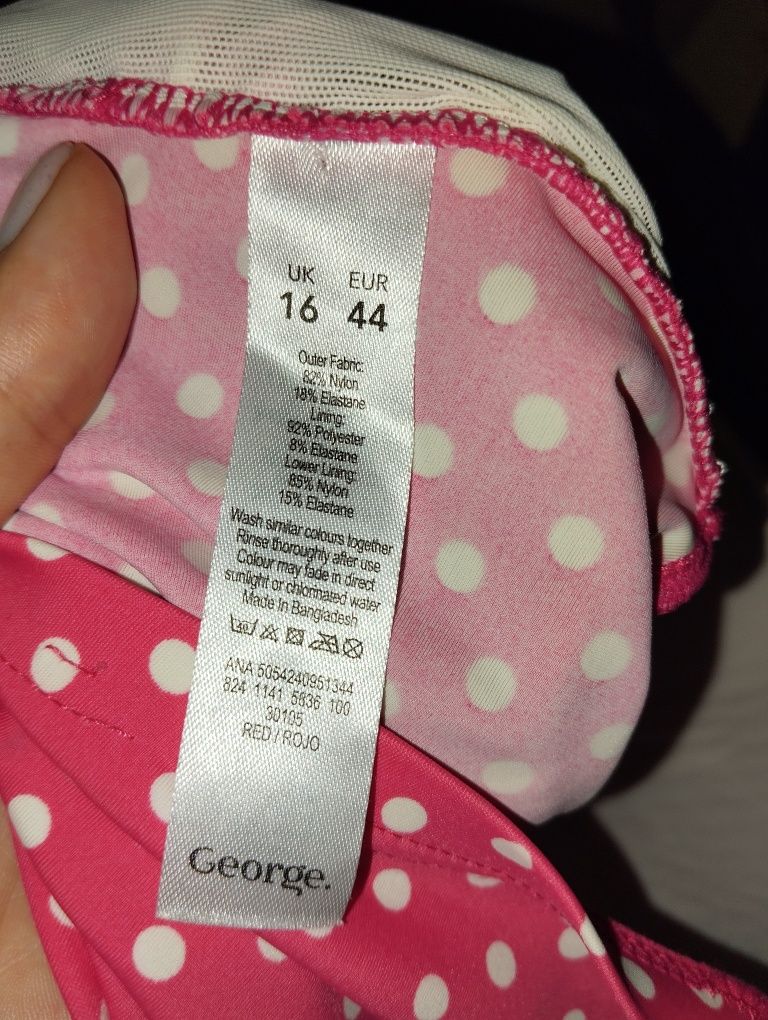 UK EUR
16 44
Outer Fabric:
82% Nylon
18% Elastane
Lining:
92% Polyester
8% Elastane
Lower Lining:
85% Nylon
15% Elastane
Wash similar colours together
Rinse thoroughly after use
Colour may fade in direct
sunlight or chlorinated water
Made In Bangladesh
40
ANA 5054240951344
824 1141 5836 100
30105
RED / ROJO
George.